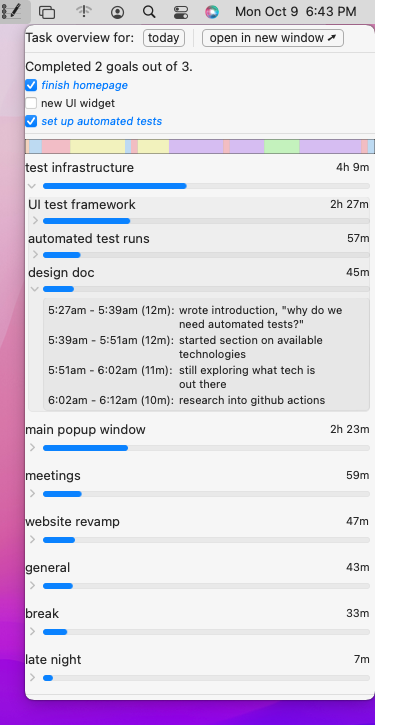 Mon Oct 9 6:43 PM
Task overview for: today open in new window ➚
Completed 2 goals out of 3.
finish homepage
new UI widget
set up automated tests
test infrastructure 4h 9m
UI test framework 2h 27m
automated test runs 57m
design doc 45m
5:27am - 5:39am (12m): wrote introduction, "why do we
need automated tests?"
5:39am - 5:51am (12m): started section on available
technologies
5:51am - 6:02am (11m): still exploring what tech is
out there
6:02am - 6:12am (10m): research into github actions
main popup window 2h 23m
meetings 59m
website revamp 47m
general 43m
break 33m
late night 7m